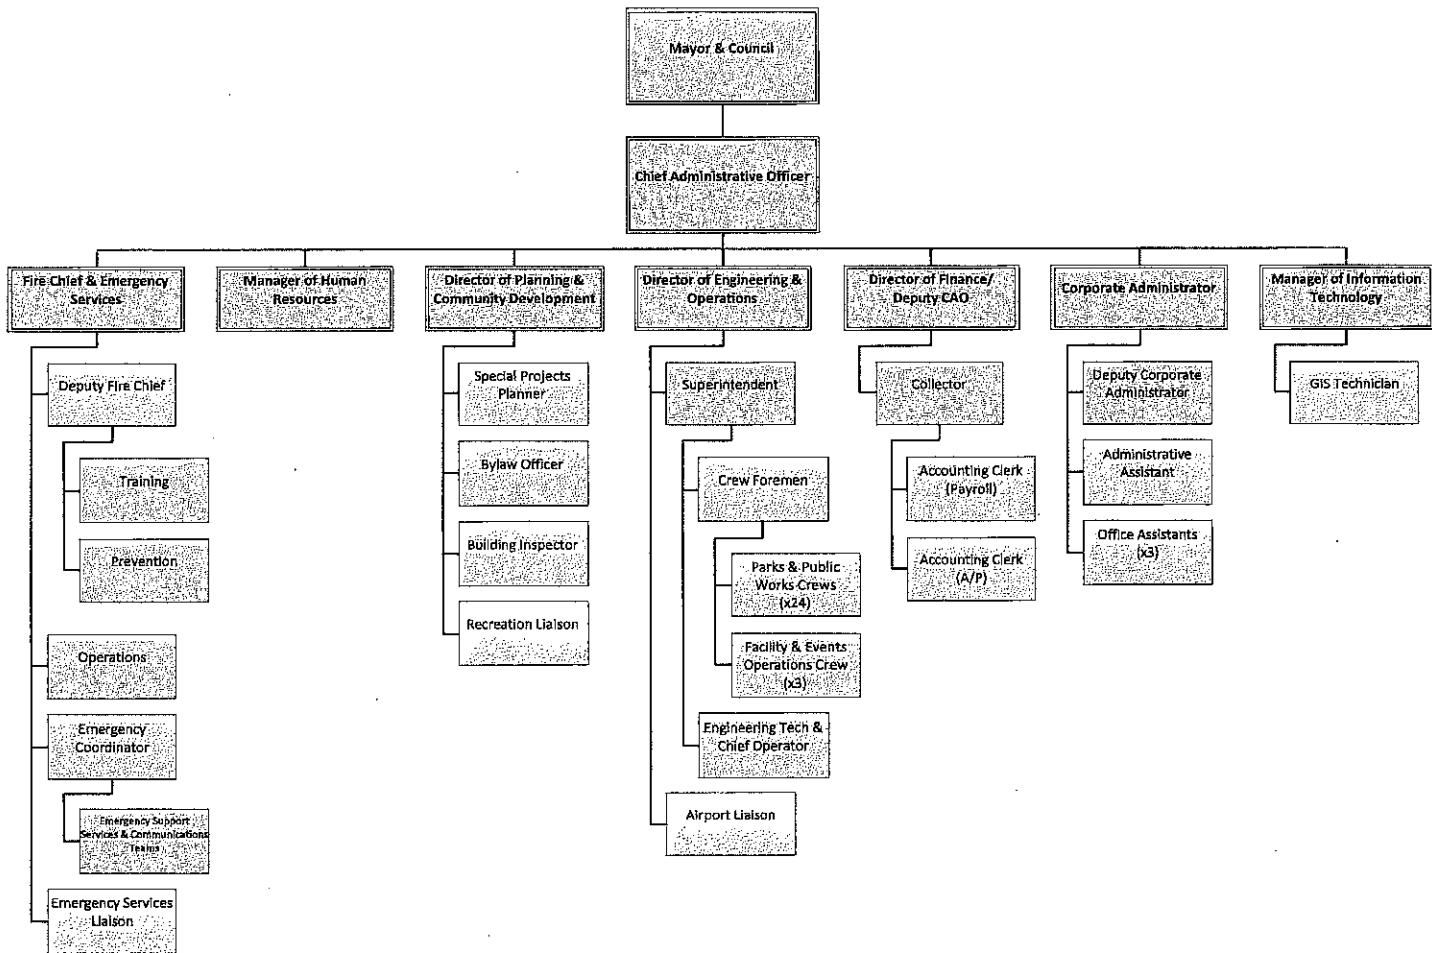 Mayor & Council
Chief Administrative Officer
Fire Chief & Emergency
Services
Manager of Human
Resources
Director of Planning &
Community Development
Director of Engineering &
Operations
Director of Finance/
Deputy CAO
Corporate Administrator
Manager of Information
Technology
Deputy Fire Chief
Training
Prevention
Operations
Emergency
Coordinator
Emergency Support
Services & Communications
Teams
Emergency Services
Liaison
Special Projects
Planner
Bylaw Officer
Building Inspector
Recreation Liaison
Superintendent
Crew Foremen
Parks & Public
Works Crews
(x24)
Facility & Events
Operations Crew
(x3)
Engineering Tech &
Chief Operator
Airport Liaison
Collector
Accounting Clerk
(Payroll)
Accounting Clerk
(A/P)
Deputy Corporate
Administrator
Administrative
Assistant
Office Assistants
(x3)
GIS Technician